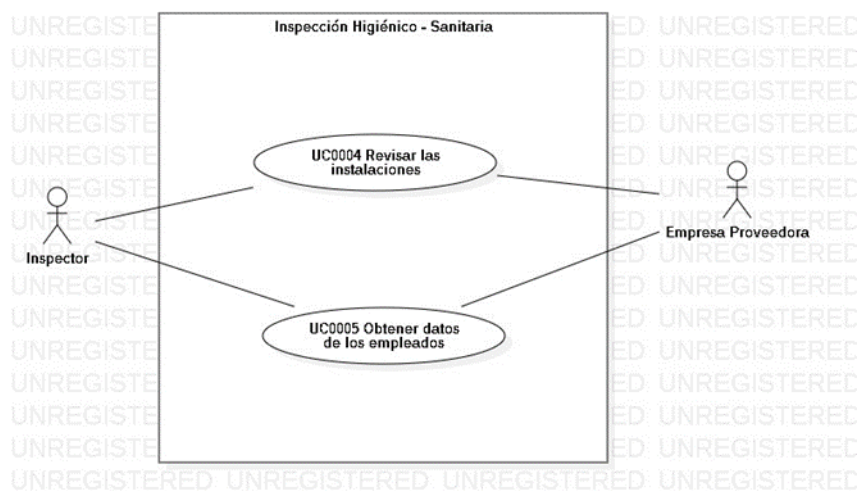 Inspección Higiénico - Sanitaria
UC0004 Revisar las
instalaciones
Inspector
Empresa Proveedora
UC0005 Obtener datos
de los empleados
UNREGISTERED UNREGISTERED UNREGISTERED UNREGISTERED